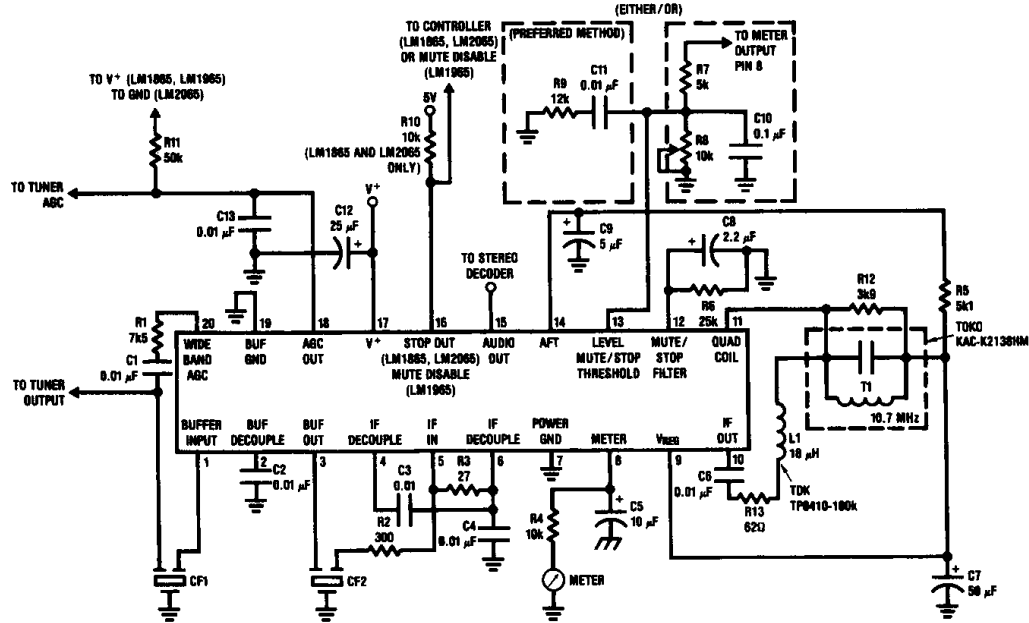 (EITHER/OR)
TO CONTROLLER
(LM1865, LM2065)
OR MUTE DISABLE
(LM1965)
(PREFERRED METHOD)
TO METER
OUTPUT
PIN 8
R7
5k
C11
0.01 µF
R9
12k
TO V+ (LM1865, LM1965)
TO GND (LM2065)
5V
R10
10k
(LM1865 AND LM2065
ONLY)
R8
10k
C10
0.1 µF
R11
50k
TO TUNER
AGC
V+
C13
0.01 µF
C12
25 µF
+
+
C9
5 µF
C8
+
2.2 µF
TO STEREO
DECODER
R6
25k
R12
3k9
R5
5k1
TOKO
KAC-K2138HM
R1
7k5
C1
0.01 µF
20
19
18
17
16
15
14
13
12
11
WIDE
BAND
AGC
BUF
GND
AGC
OUT
V+
STOP OUT
(LM1865, LM2065)
MUTE DISABLE
(LM1965)
AUDIO
OUT
AFT
LEVEL
MUTE/STOP
THRESHOLD
MUTE/
STOP
FILTER
QUAD
COIL
T1
10.7 MHz
TO TUNER
OUTPUT
BUFFER
INPUT
BUF
DECOUPLE
BUF
OUT
IF
DECOUPLE
IF
IN
IF
DECOUPLE
POWER
GND
METER
VREG
IF
OUT
1
2
3
4
5
6
7
8
9
10
L1
18 µH
C2
0.01 µF
C3
0.01
R3
27
C6
0.01 µF
TDK
TP0410-180k
R13
62Ω
R2
300
C4
0.01 µF
R4
10k
+
C5
10 µF
CF1
CF2
METER
+
C7
50 µF